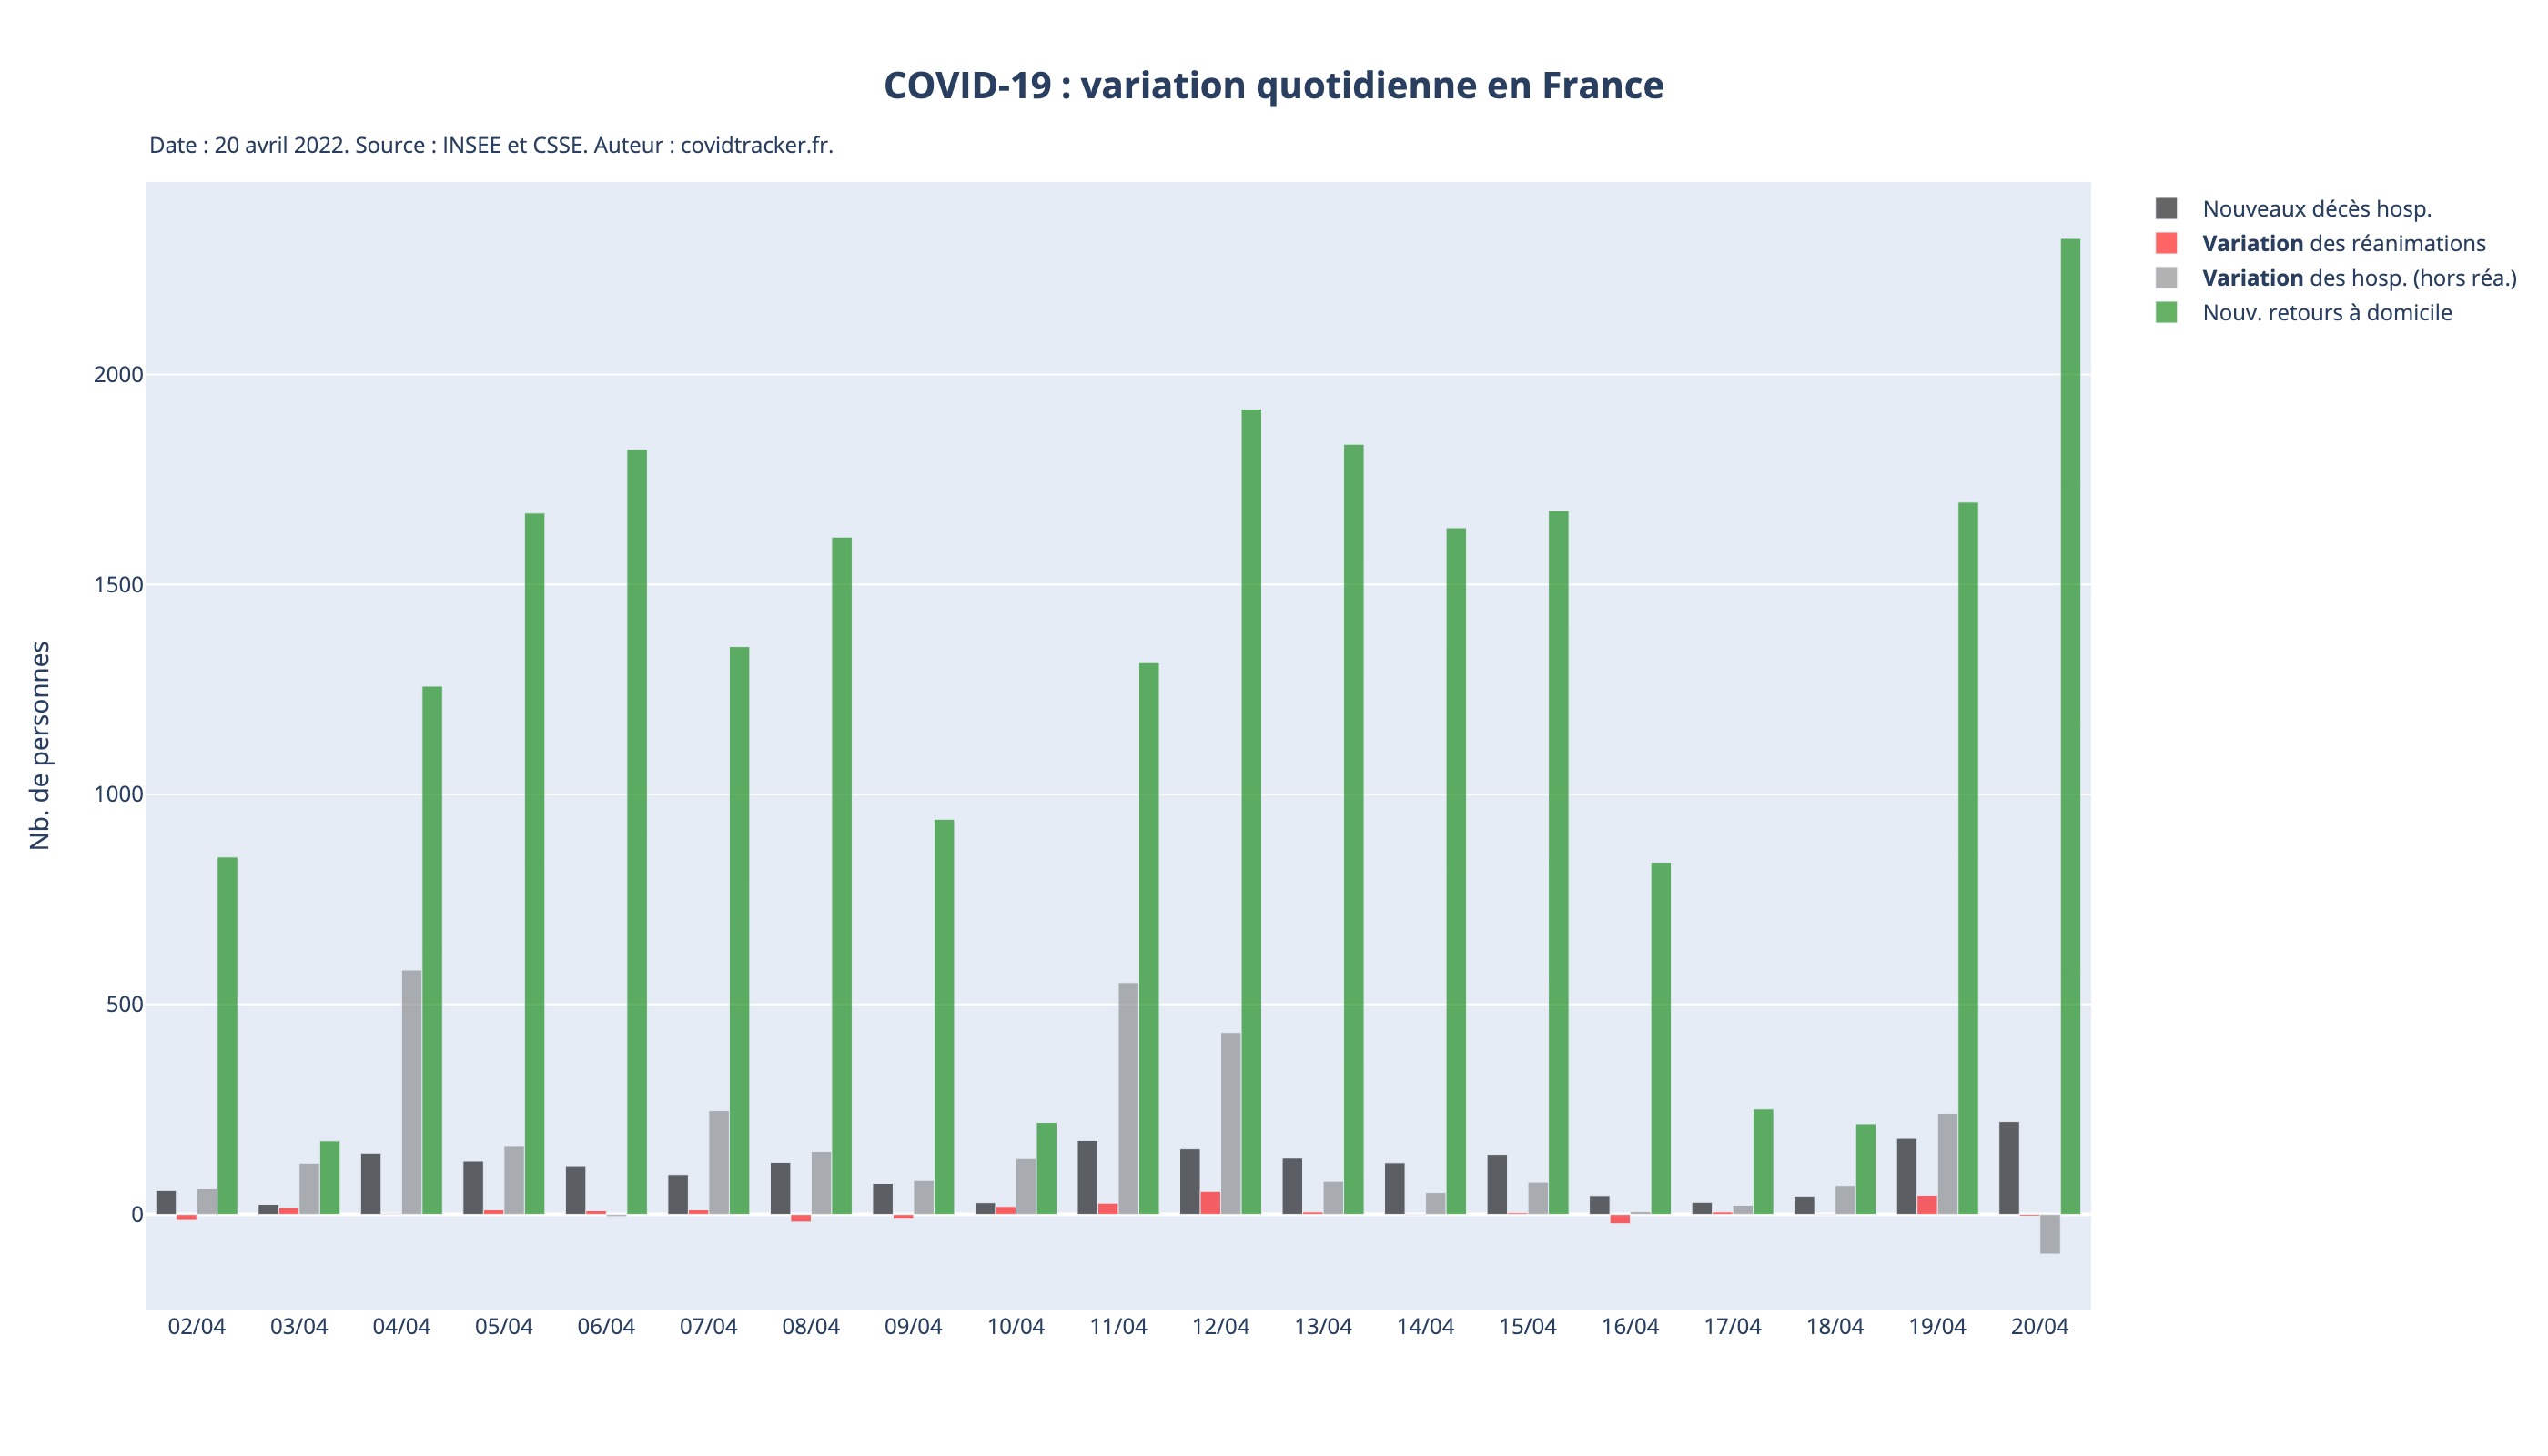 COVID-19 : variation quotidienne en France
Date : 20 avril 2022. Source : INSEE et CSSE. Auteur : covidtracker.fr.
Nouveaux décès hosp.
Variation des réanimations
Variation des hosp. (hors réa.)
Nouv. retours à domicile
Nb. de personnes
2000
1500
1000
500
0
02/04 03/04 04/04 05/04 06/04 07/04 08/04 09/04 10/04 11/04 12/04 13/04 14/04 15/04 16/04 17/04 18/04 19/04 20/04